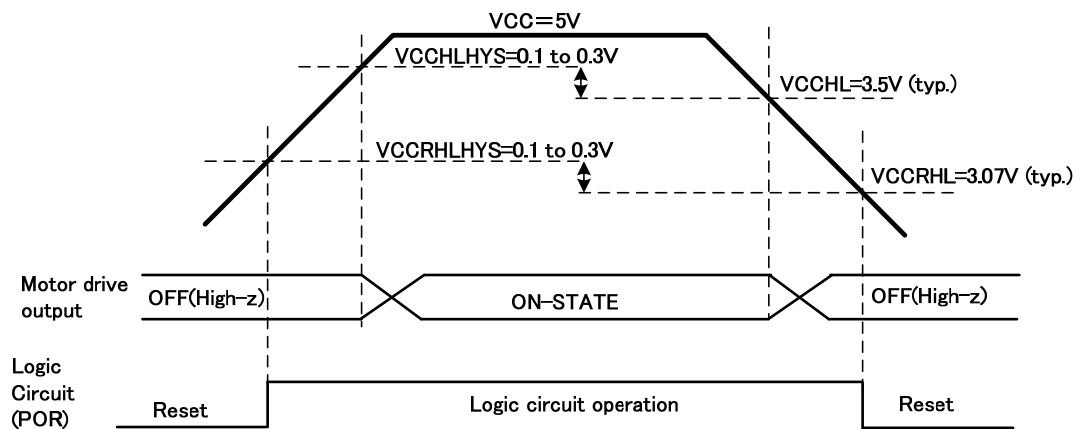 VCC=5V
VCCHLHYS=0.1 to 0.3V
VCCHL=3.5V (typ.)
VCCRHLHYS=0.1 to 0.3V
VCCRHL=3.07V (typ.)
Motor drive
output
OFF(High-z)
ON-STATE
OFF(High-z)
Logic
Circuit
(POR)
Reset
Logic circuit operation
Reset